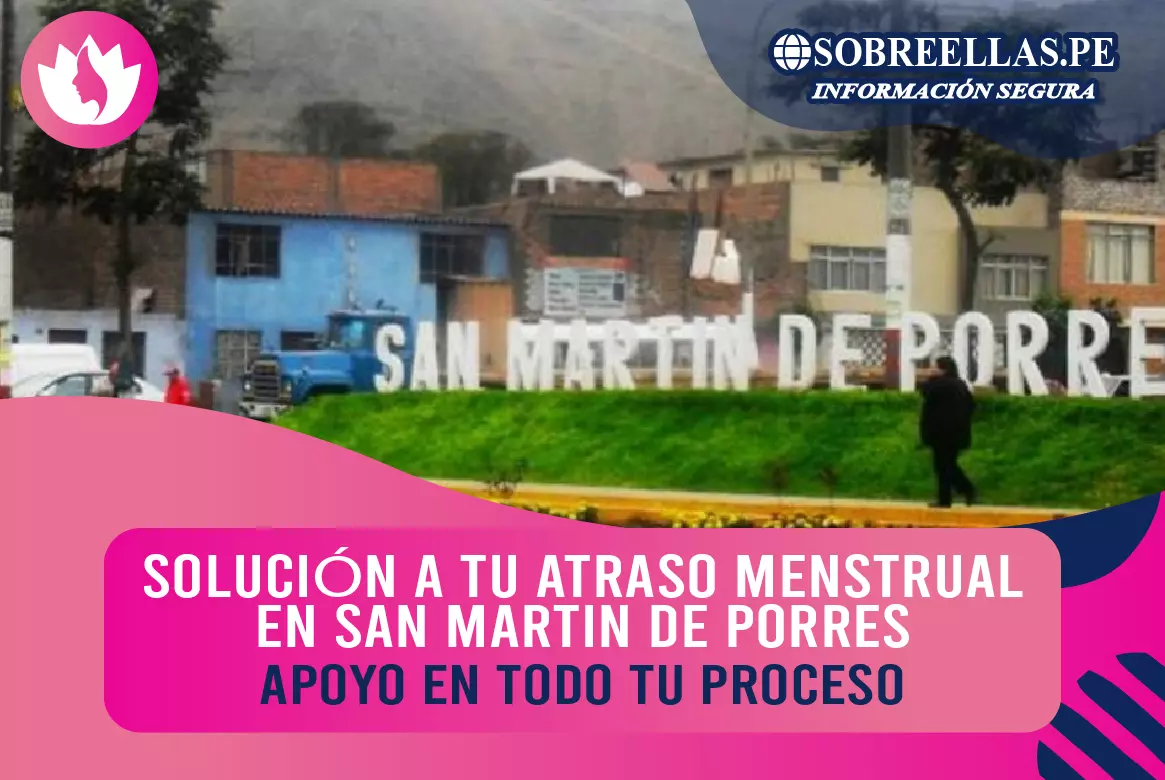 SOBREELLAS.PE
INFORMACIÓN SEGURA
SAN MARTIN DE PORRE
SOLUCIÓN A TU ATRASO MENSTRUAL
EN SAN MARTIN DE PORRES
APOYO EN TODO TU PROCESO